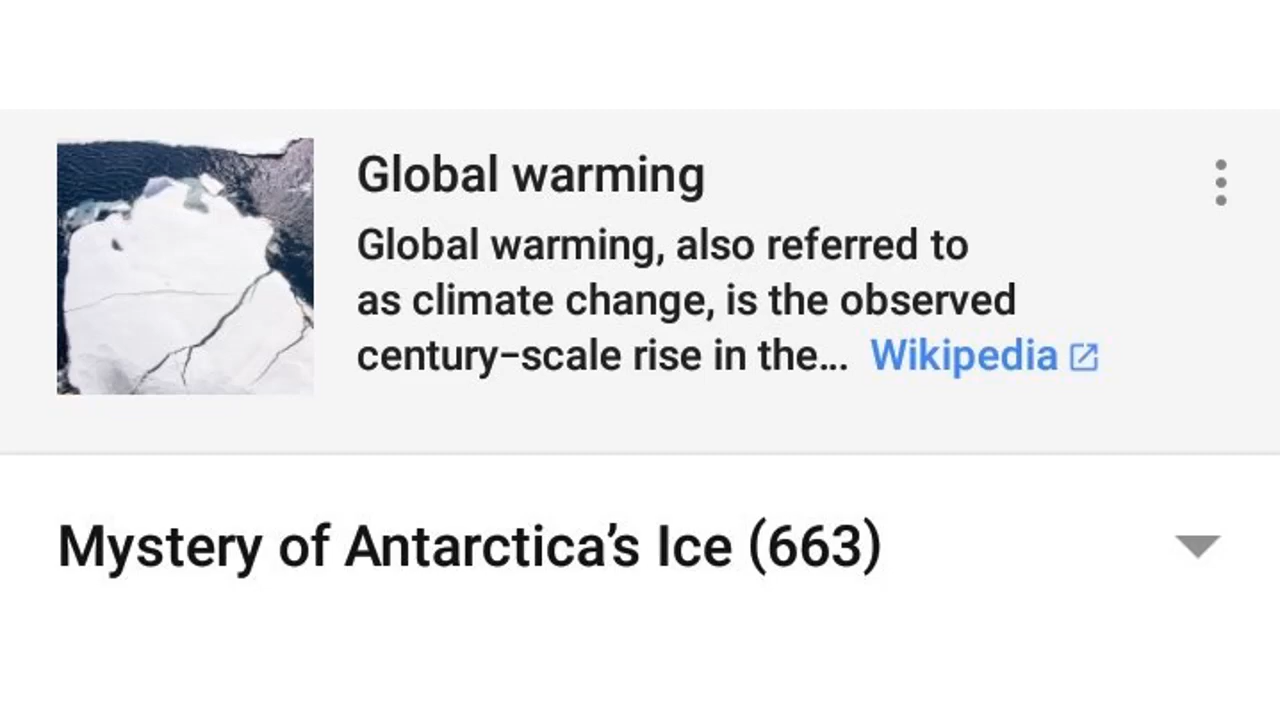 Global warming
Global warming, also referred to
as climate change, is the observed
century–scale rise in the... Wikipedia
Mystery of Antarctica’s Ice (663)